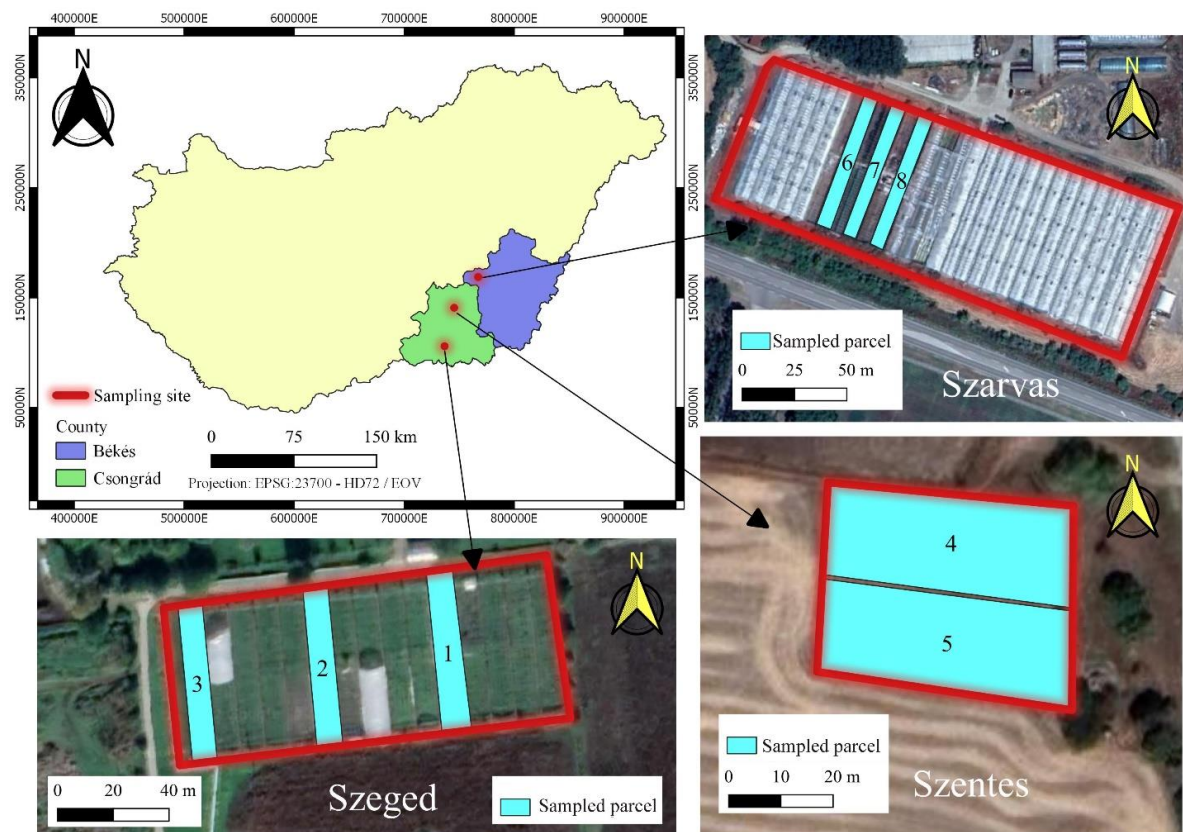 400000E 500000E 600000E 700000E 800000E 900000E
N
350000N 350000N
250000N 250000N
150000N 150000N
50000N 50000N
Sampling site
County
Békés
Csongrád
0 75 150 km
Projection: EPSG:23700 - HD72 / EOV
400000E 500000E 600000E 700000E 800000E 900000E
N
6
7
8
Sampled parcel
0 25 50 m
Szarvas
N
3
2
1
0 20 40 m
Szeged
Sampled parcel
N
4
5
Sampled parcel
0 10 20 m
Szentes